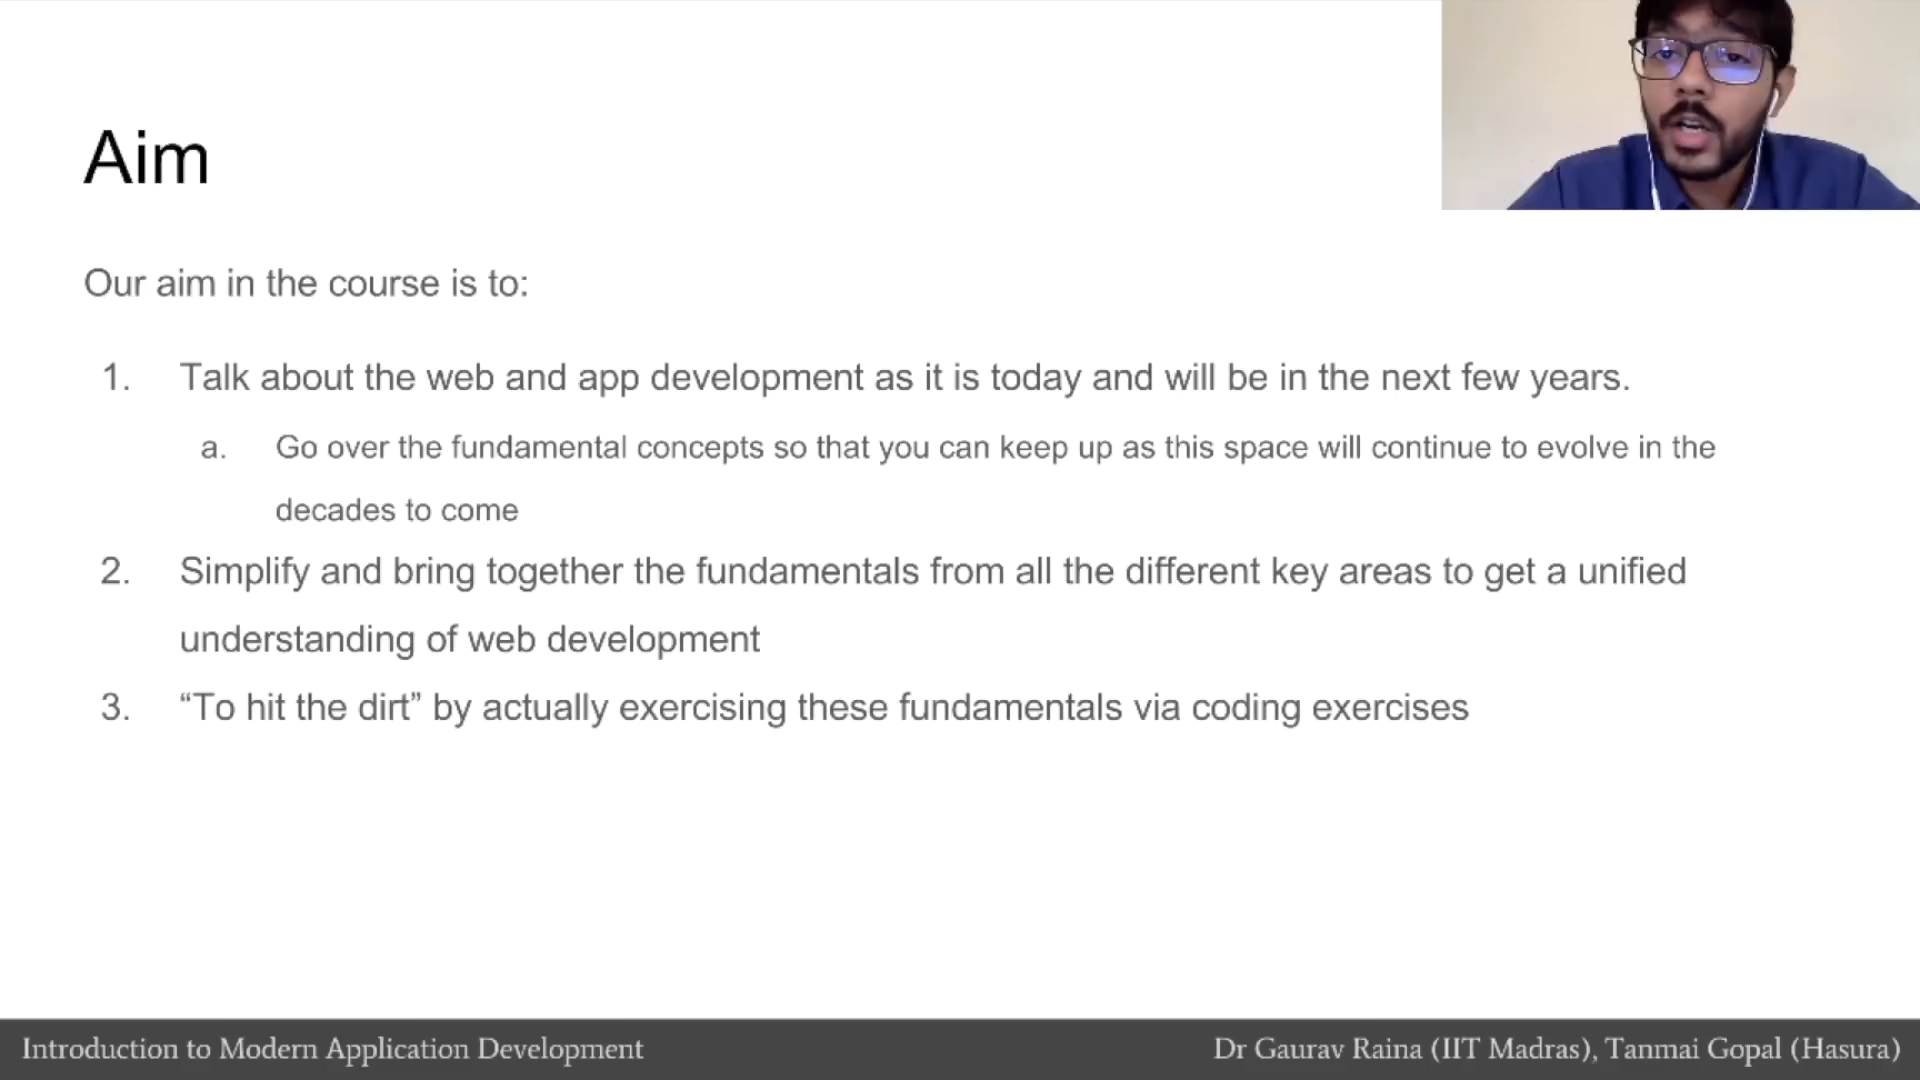 Aim
Our aim in the course is to:
1. Talk about the web and app development as it is today and will be in the next few years.
a. Go over the fundamental concepts so that you can keep up as this space will continue to evolve in the
decades to come
2. Simplify and bring together the fundamentals from all the different key areas to get a unified
understanding of web development
3. “To hit the dirt” by actually exercising these fundamentals via coding exercises
Introduction to Modern Application Development
Dr Gaurav Raina (IIT Madras), Tanmai Gopal (Hasura)